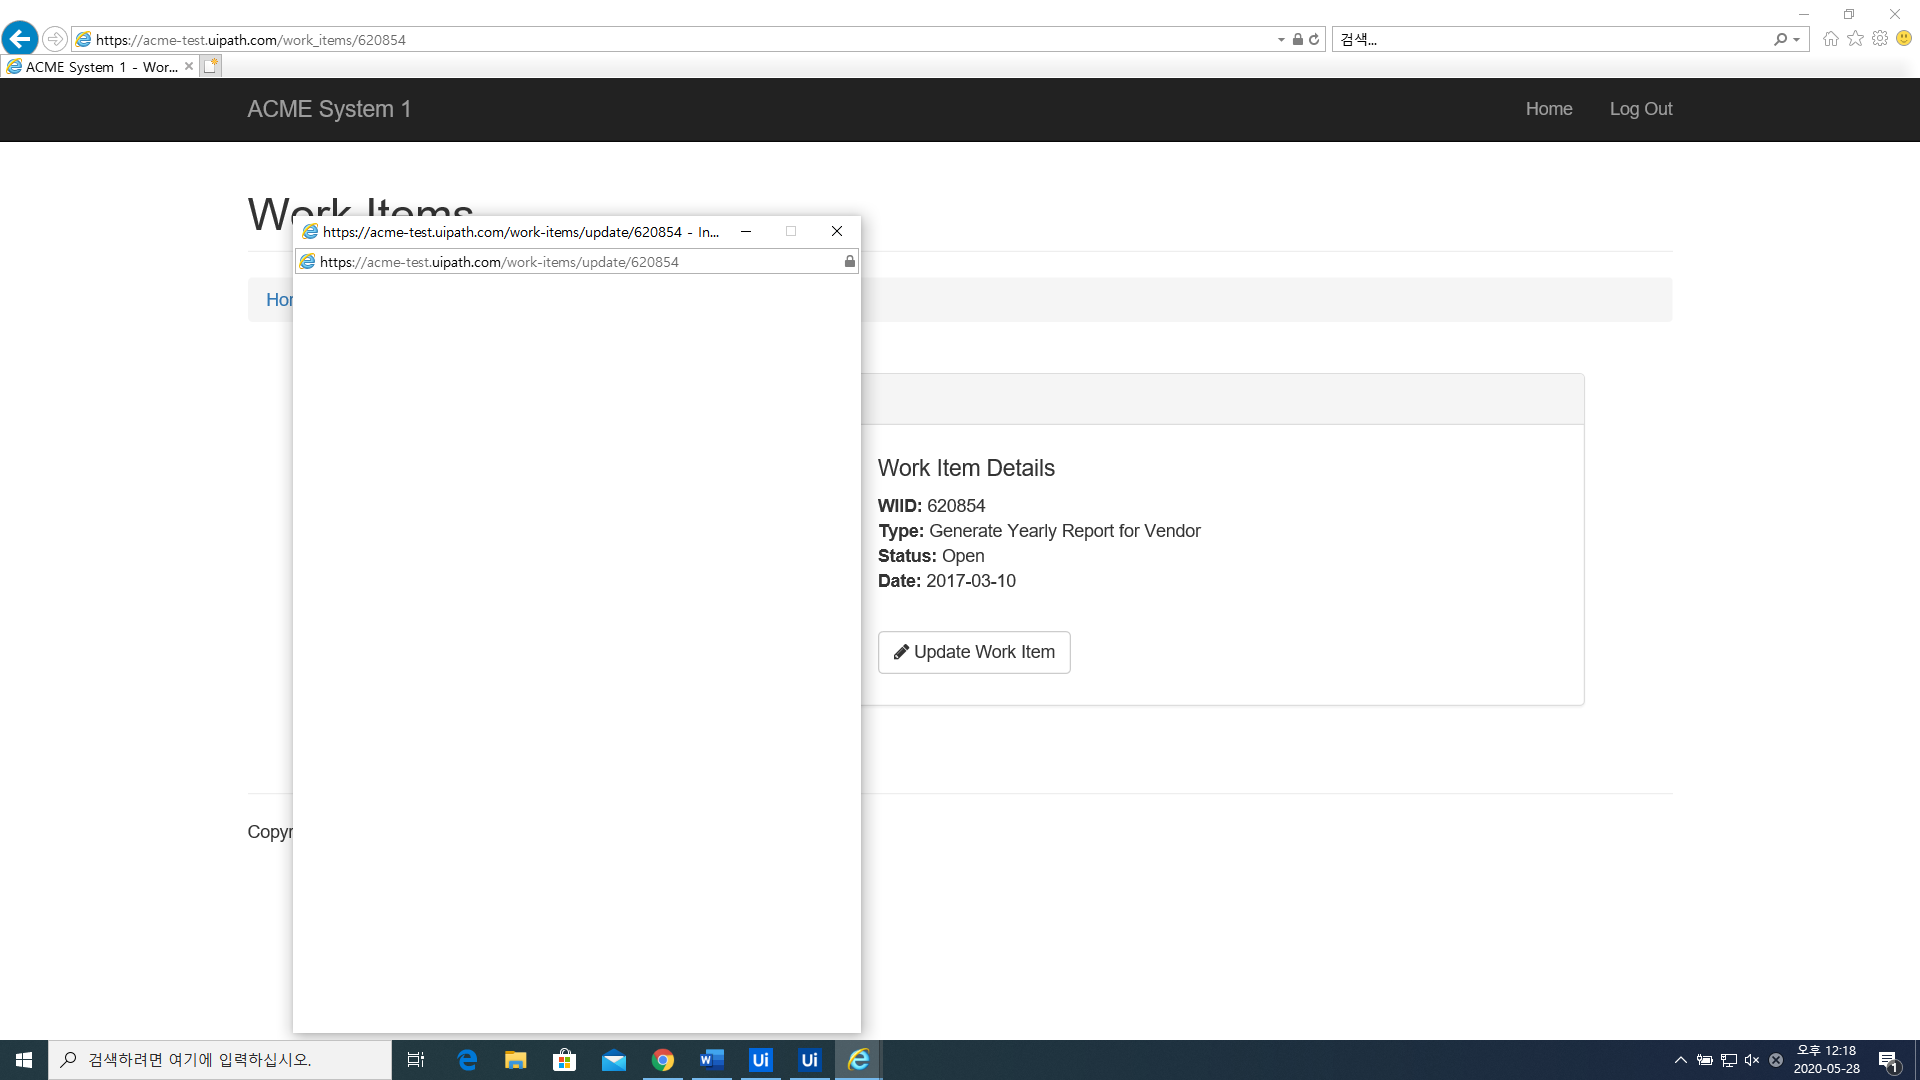 https://acme-test.uipath.com/work_items/620854
검색...
ACME System 1 - Wor...
ACME System 1
Home
Log Out
Work Items
https://acme-test.uipath.com/work-items/update/620854 - In...
https://acme-test.uipath.com/work-items/update/620854
Hor
Work Item Details
WIID: 620854
Type: Generate Yearly Report for Vendor
Status: Open
Date: 2017-03-10
Update Work Item
Copyr
검색하려면 여기에 입력하십시오.
W
Ui
Ui
오후 12:18
2020-05-28
1